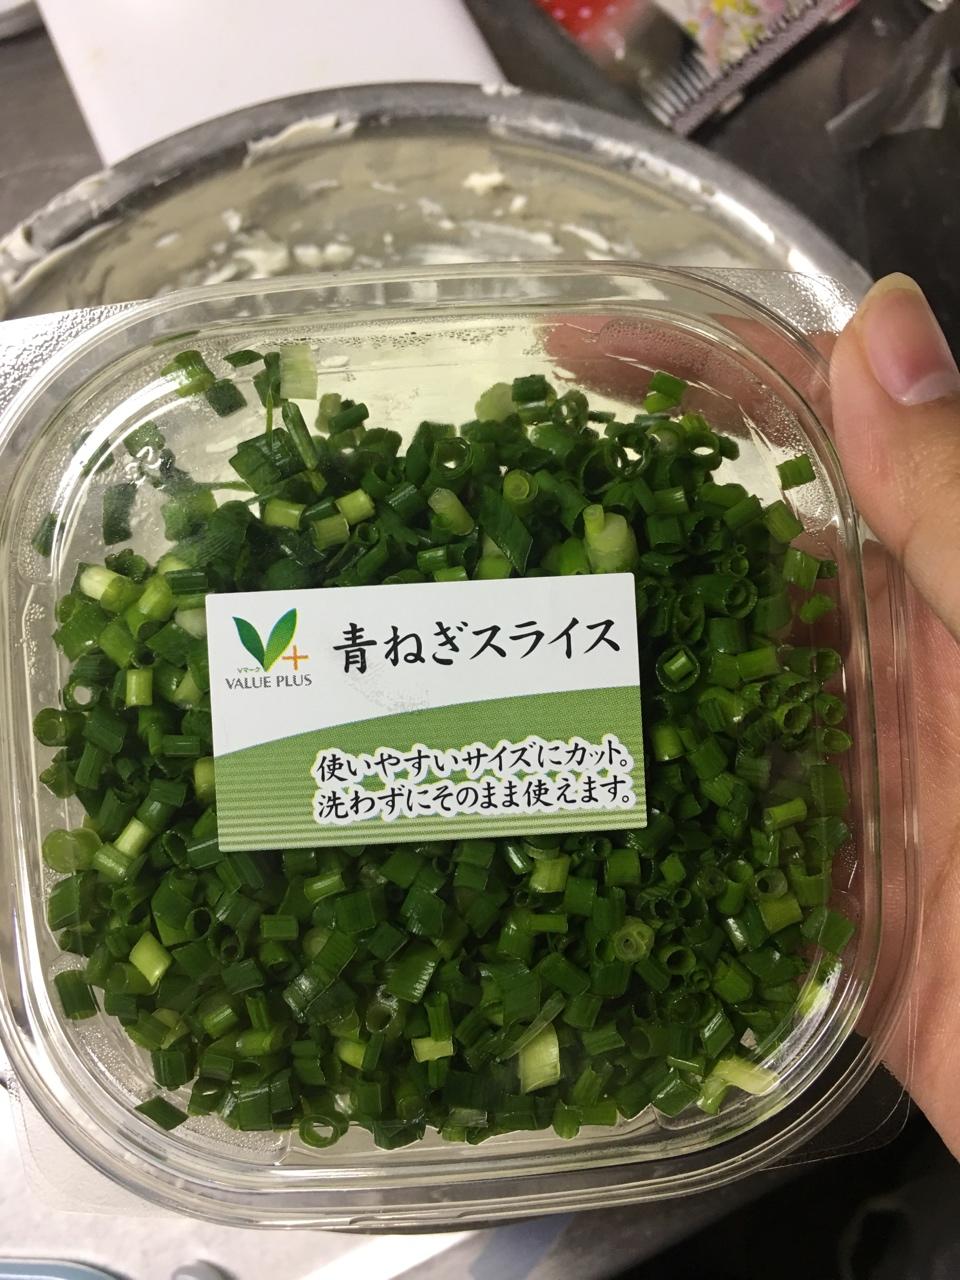 青ねぎスライス
Vマーク
VALUE PLUS
使いやすいサイズにカット。
洗わずにそのまま使えます。